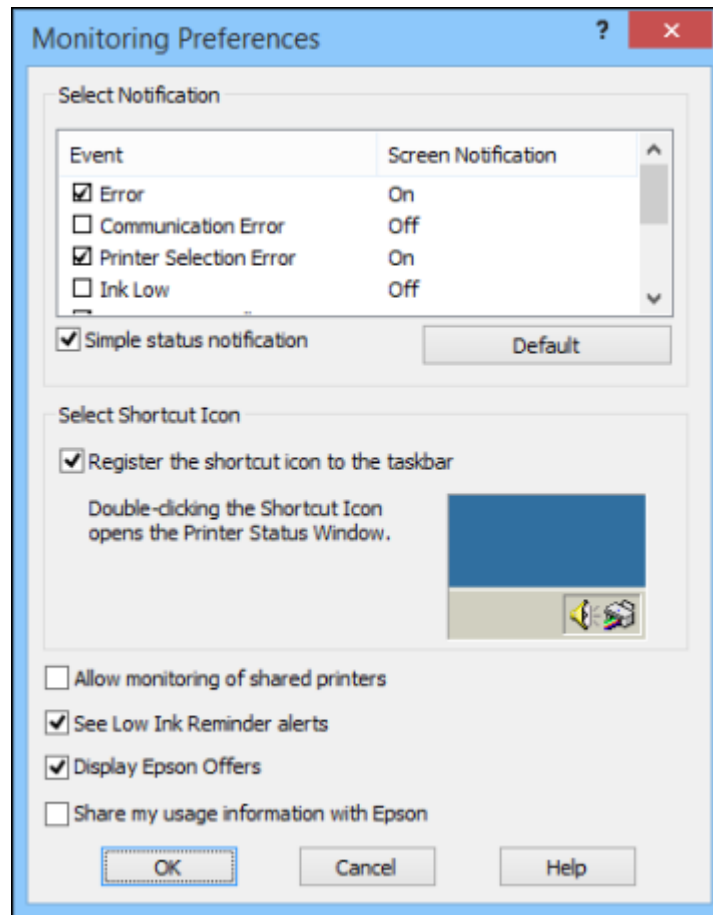 Monitoring Preferences ?
Select Notification
Event Screen Notification
Error On
Communication Error Off
Printer Selection Error On
Ink Low Off
Simple status notification Default
Select Shortcut Icon
Register the shortcut icon to the taskbar
Double-clicking the Shortcut Icon
opens the Printer Status Window.
Allow monitoring of shared printers
See Low Ink Reminder alerts
Display Epson Offers
Share my usage information with Epson
OK Cancel Help